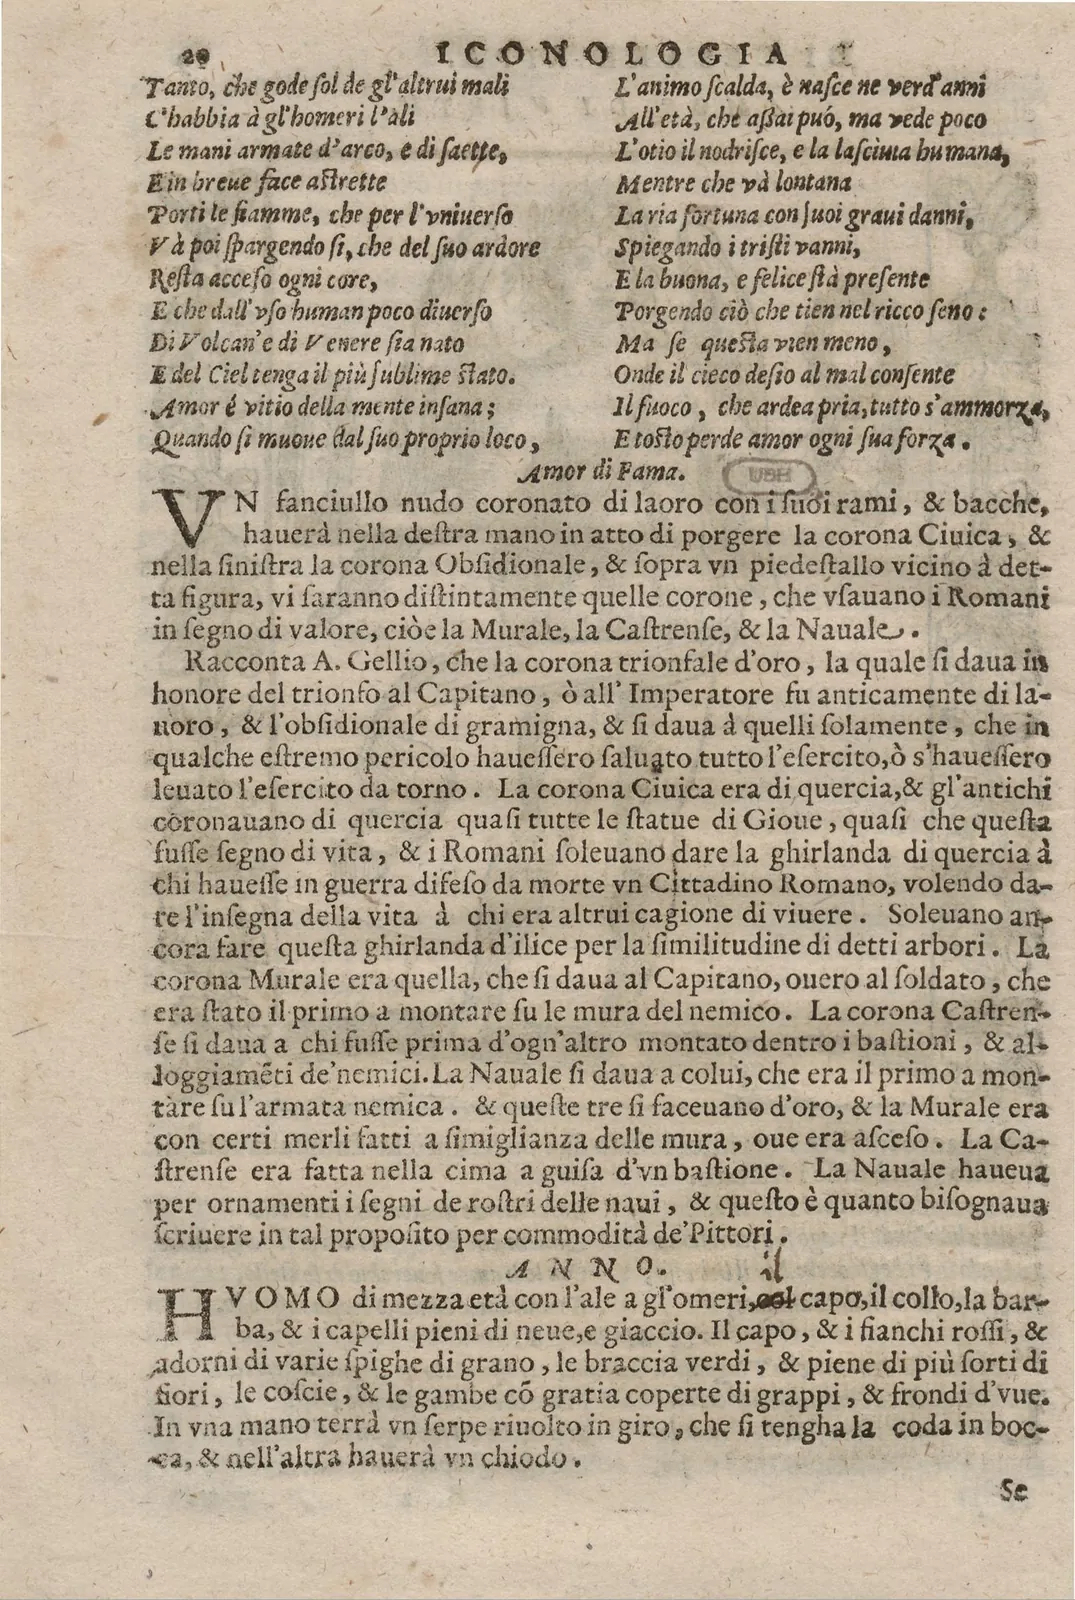 20 ICONOLOGIA
Tanto, che gode ſol de gl'altrui mali
C'habbia à gl'homeri l'ali
Le mani armate d'arco, e di ſaette,
E in breue face aſtrette
Porti le fiamme, che per l'vniuerſo
Và poi ſpargendo ſi, che del ſuo ardore
Reſta acceſo ogni core,
E che dall'vſo human poco diuerſo
Di Volcan'e di Venere ſia nato
E del Ciel tenga il più ſublime ſtato.
Amor é vitio della mente inſana;
Quando ſi muoue dal ſuo proprio loco,
L'animo ſcalda, è naſce ne verd'anni
All'età, che aſſai puó, ma vede poco
L'otio il nodriſce, e la laſciuia humana,
Mentre che và lontana
La ria fortuna con ſuoi graui danni,
Spiegando i triſti vanni,
E la buona, e felice ſtà preſente
Porgendo ciò che tien nel ricco ſeno:
Ma ſe queſta vien meno,
Onde il cieco deſio al mal conſente
Il fuoco, che ardea pria, tutto s'ammorza,
E toſto perde amor ogni ſua forza.
Amor di Fama.
VN fanciullo nudo coronato di laoro con i ſuoi rami, & bacche,
hauerà nella deſtra mano in atto di porgere la corona Ciuica, &
nella ſiniſtra la corona Obſidionale, & ſopra vn piedeſtallo vicino à det-
ta figura, vi ſaranno diſtintamente quelle corone, che vſauano i Romani
in ſegno di valore, ciòe la Murale, la Caſtrenſe, & la Nauale.
Racconta A. Gellio, che la corona trionfale d'oro, la quale ſi daua in
honore del trionfo al Capitano, ò all' Imperatore fu anticamente di la-
uoro, & l'obſidionale di gramigna, & ſi daua à quelli ſolamente, che in
qualche eſtremo pericolo haueſſero ſaluato tutto l'eſercito, ò s'haueſſero
leuato l'eſercito da torno. La corona Ciuica era di quercia, & gl'antichi
coronauano di quercia quaſi tutte le ſtatue di Gioue, quaſi che queſta
fuſſe ſegno di vita, & i Romani ſoleuano dare la ghirlanda di quercia à
chi haueſſe in guerra difeſo da morte vn Cittadino Romano, volendo da-
re l'inſegna della vita à chi era altrui cagione di viuere. Soleuano an-
cora fare queſta ghirlanda d'ilice per la ſimilitudine di detti arbori. La
corona Murale era quella, che ſi daua al Capitano, ouero al ſoldato, che
era ſtato il primo a montare ſu le mura del nemico. La corona Caſtren-
ſe ſi daua a chi fuſſe prima d'ogn'altro montato dentro i baſtioni, & al-
loggiamēti de'nemici. La Nauale ſi daua a colui, che era il primo a mon-
tàre ſu l'armata nemica. & queſte tre ſi faceuano d'oro, & la Murale era
con certi merli fatti a ſimiglianza delle mura, oue era aſceſo. La Ca-
ſtrenſe era fatta nella cima a guiſa d'vn baſtione. La Nauale haueua
per ornamenti i ſegni de roſtri delle naui, & queſto è quanto biſognaua
ſcriuere in tal propoſito per commodità de'Pittori.
ANNO.
il
HVOMO di mezza età con l'ale a gl'omeri, col capo, il collo, la bar-
ba, & i capelli pieni di neue, e giaccio. Il capo, & i fianchi roſſi, &
adorni di varie ſpighe di grano, le braccia verdi, & piene di più ſorti di
fiori, le coſcie, & le gambe cō gratia coperte di grappi, & frondi d'vue.
In vna mano terrà vn ſerpe riuolto in giro, che ſi tengha la coda in boc-
ca, & nell'altra hauerà vn chiodo.
Se